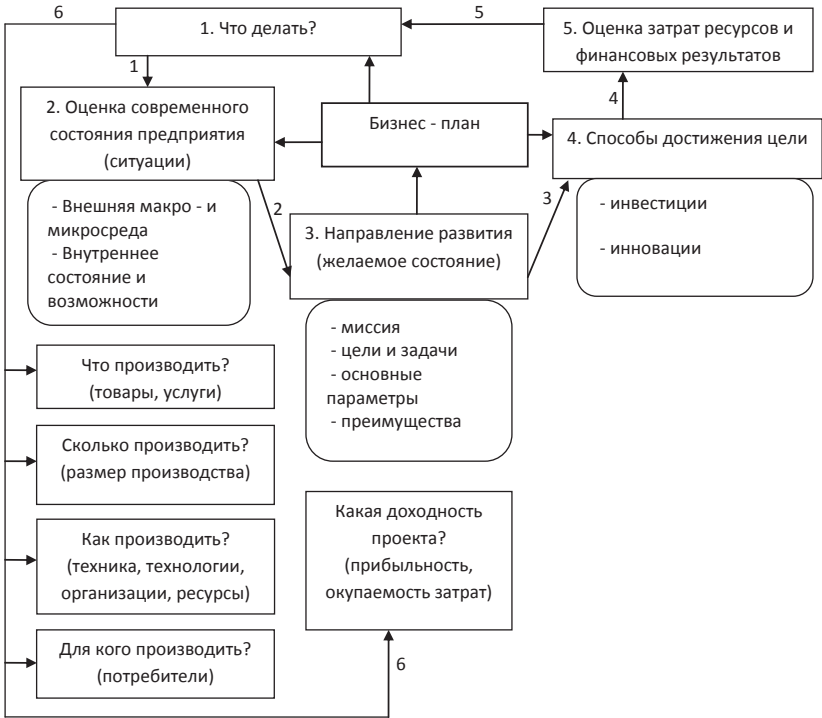 6
1. Что делать?
5
5. Оценка затрат ресурсов и
финансовых результатов
1
4
2. Оценка современного
состояния предприятия
(ситуации)
Бизнес - план
4. Способы достижения цели
- Внешняя макро - и
микросреда
- Внутреннее
состояние и
возможности
2
3. Направление развития
(желаемое состояние)
3
- инвестиции
- инновации
- миссия
- цели и задачи
- основные
параметры
- преимущества
Что производить?
(товары, услуги)
Сколько производить?
(размер производства)
Как производить?
(техника, технологии,
организации, ресурсы)
Для кого производить?
(потребители)
Какая доходность
проекта?
(прибыльность,
окупаемость затрат)
6